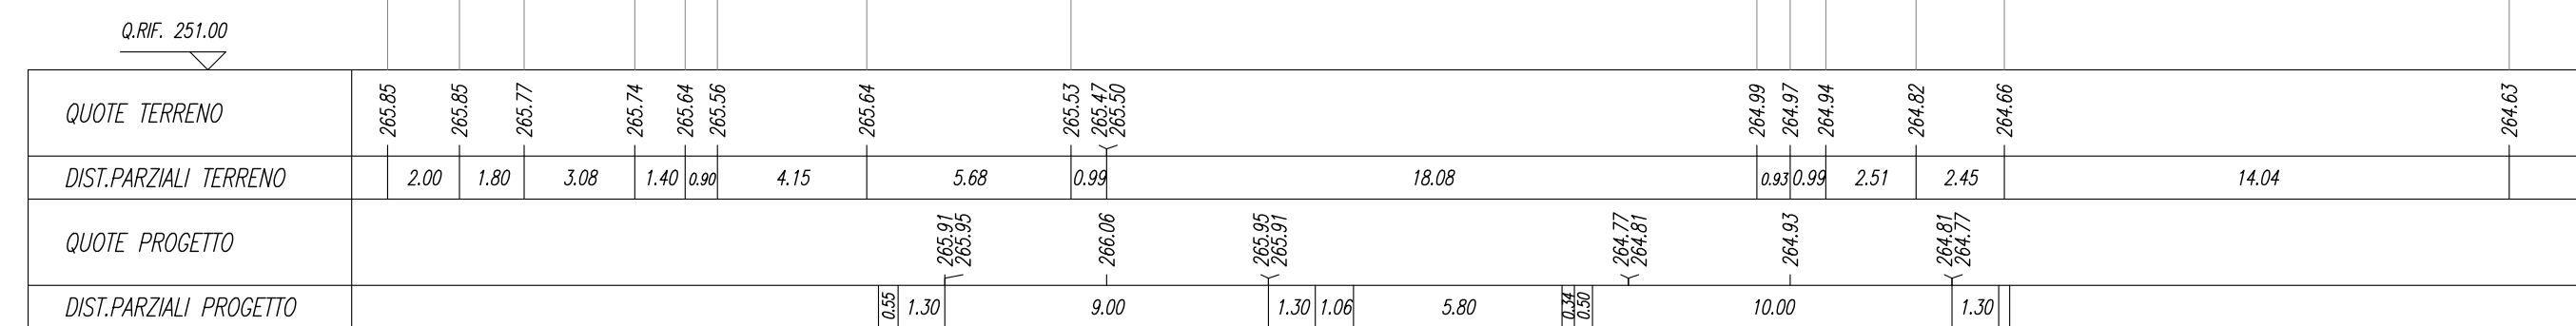 Q.RIF. 251.00
QUOTE TERRENO 265.85 265.85 265.77 265.74 265.64 265.56 265.64 265.53 265.47 265.50 264.99 264.97 264.94 264.82 264.66 264.63
DIST.PARZIALI TERRENO 2.00 1.80 3.08 1.40 0.90 4.15 5.68 0.99 18.08 0.93 0.99 2.51 2.45 14.04
QUOTE PROGETTO 265.91 265.95 266.06 265.95 265.91 264.77 264.81 264.93 264.81 264.77
DIST.PARZIALI PROGETTO 0.55 1.30 9.00 1.30 1.06 5.80 0.34 0.50 10.00 1.30